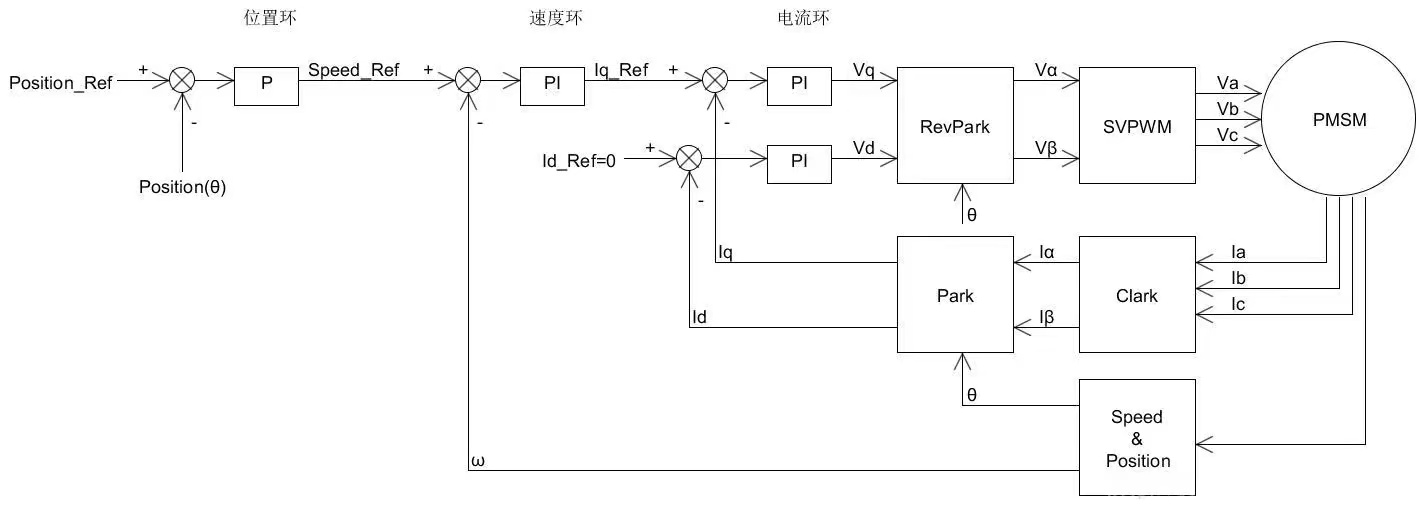 位置环
速度环
电流环
Position_Ref
+
-
Position(θ)
P
Speed_Ref
+
-
PI
Iq_Ref
+
-
PI
Vq
Id_Ref=0
+
-
PI
Vd
RevPark
θ
Vα
Vβ
SVPWM
Va
Vb
Vc
PMSM
Iq
Id
Park
Iα
Iβ
Clark
Ia
Ib
Ic
θ
ω
Speed
&
Position